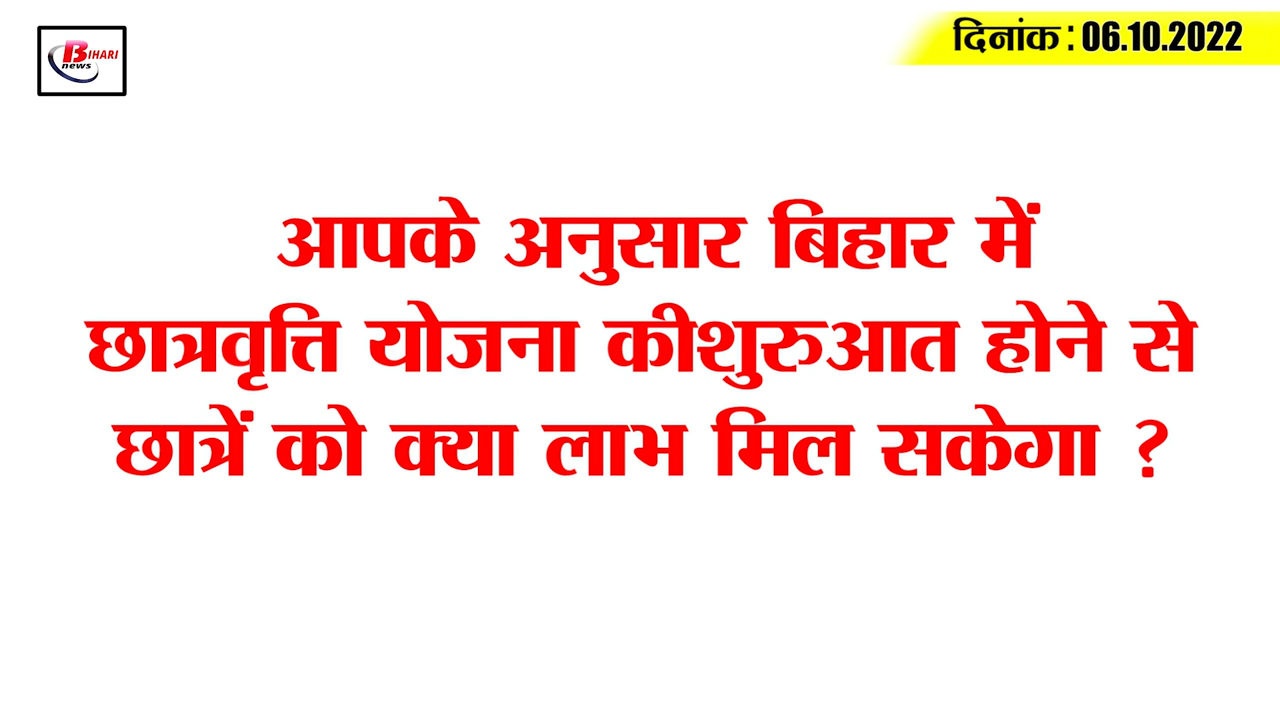 BIHARI
news
दिनांक : 06.10.2022
आपके अनुसार बिहार में
छात्रवृत्ति योजना कीशुरुआत होने से
छात्रें को क्या लाभ मिल सकेगा ?